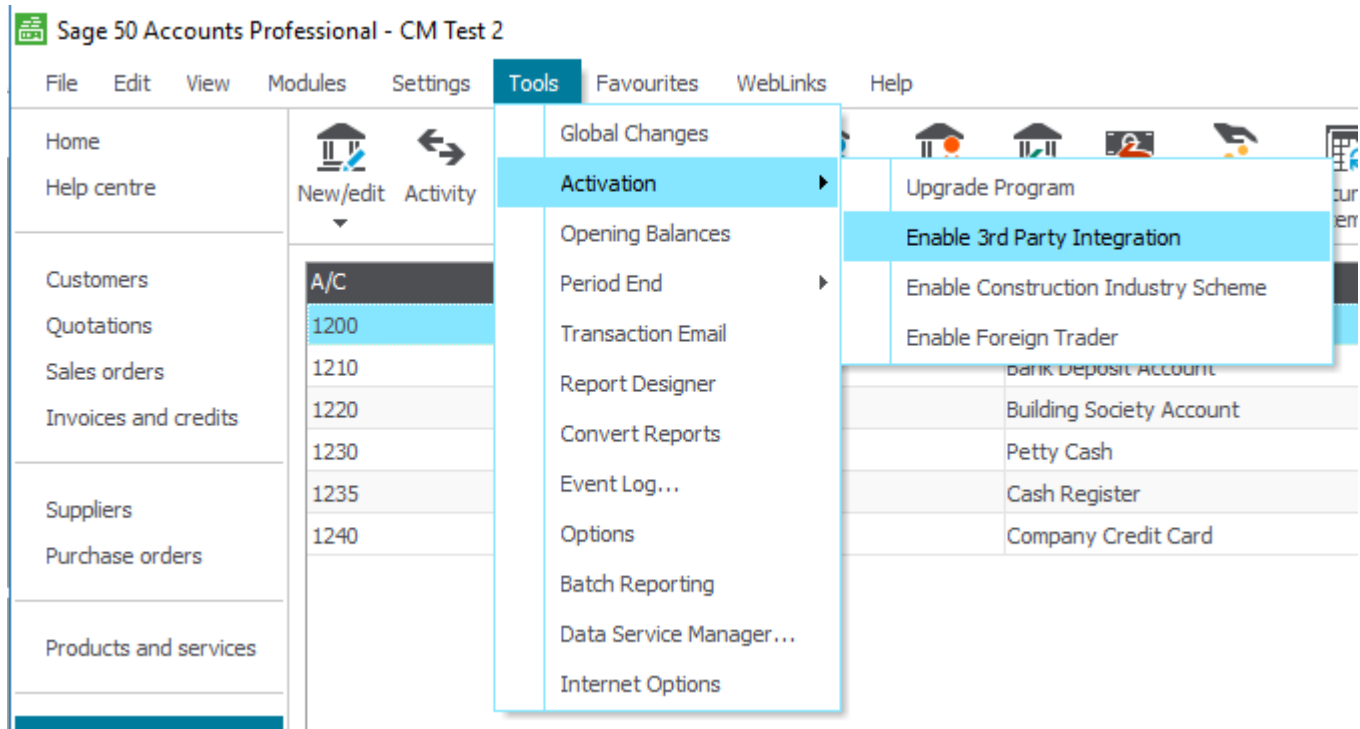 Sage 50 Accounts Professional - CM Test 2
File Edit View Modules Settings Tools Favourites WebLinks Help
Home
Help centre
Customers
Quotations
Sales orders
Invoices and credits
Suppliers
Purchase orders
Products and services
New/edit Activity
A/C
1200
1210 Bank Deposit Account
1220 Building Society Account
1230 Petty Cash
1235 Cash Register
1240 Company Credit Card
Global Changes
Activation
Opening Balances
Period End
Transaction Email
Report Designer
Convert Reports
Event Log...
Options
Batch Reporting
Data Service Manager...
Internet Options
Upgrade Program
Enable 3rd Party Integration
Enable Construction Industry Scheme
Enable Foreign Trader